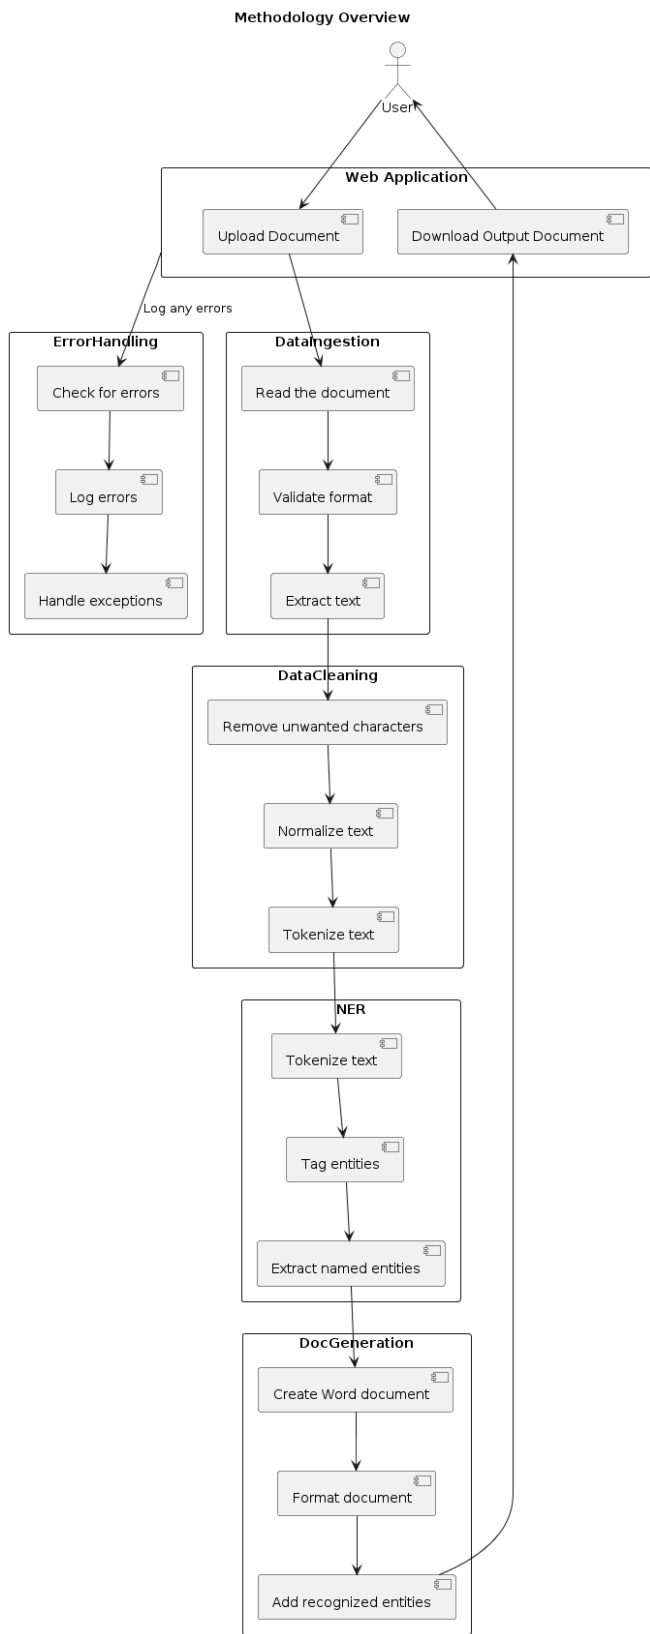 Methodology Overview
User
Web Application
Upload Document
Download Output Document
Log any errors
ErrorHandling
DataIngestion
Check for errors
Read the document
Log errors
Validate format
Handle exceptions
Extract text
DataCleaning
Remove unwanted characters
Normalize text
Tokenize text
NER
Tokenize text
Tag entities
Extract named entities
DocGeneration
Create Word document
Format document
Add recognized entities